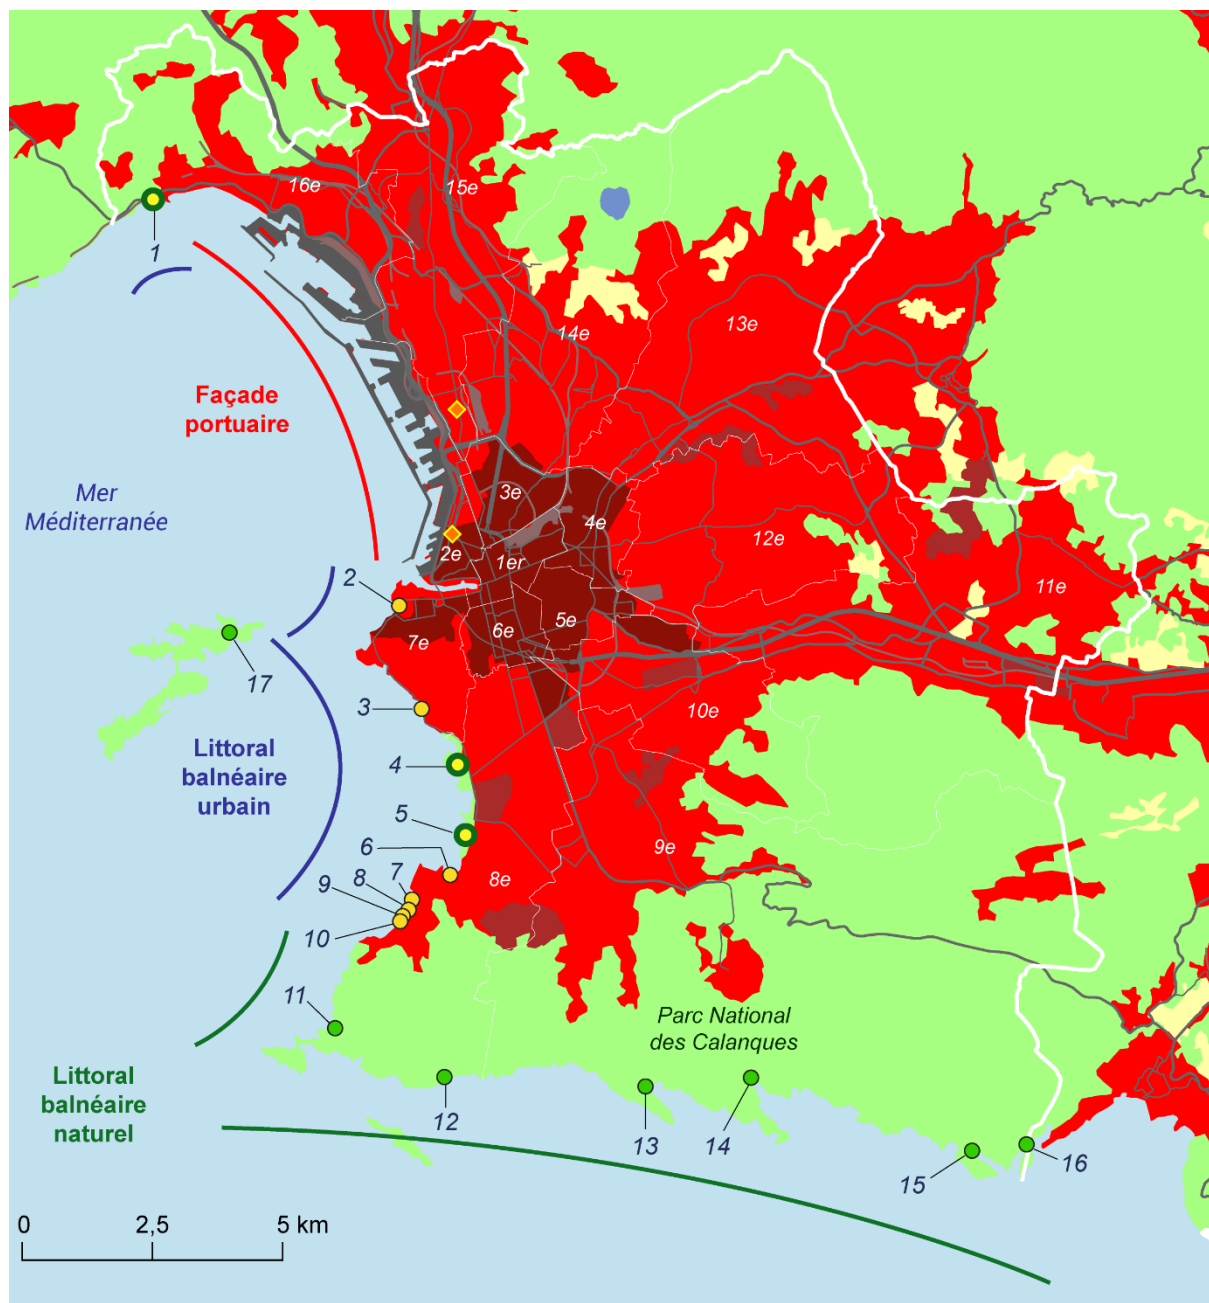 16e
15e
1
14e
13e
Façade
portuaire
Mer
Méditerranée
3e
4e
2e
1er
12e
11e
2
7e
6e
5e
17
3
10e
Littoral
balnéaire
urbain
4
5
6
9e
8e
7
8
9
10
11
Parc National
des Calanques
Littoral
balnéaire
naturel
12
13
14
15
16
0 2,5 5 km